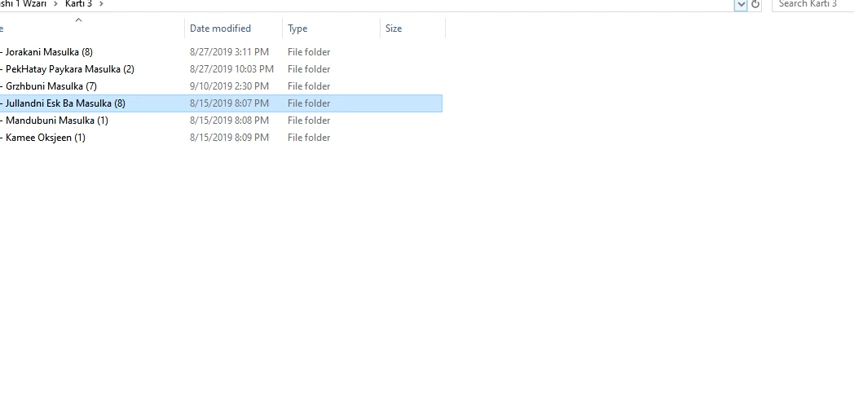 1 Wzari > Karti 3 >
Search Karti 3
Date modified Type Size
- Jorakani Masulka (8) 8/27/2019 3:11 PM File folder
- PekHatay Paykara Masulka (2) 8/27/2019 10:03 PM File folder
- Grzhbuni Masulka (7) 9/10/2019 2:30 PM File folder
- Jullandni Esk Ba Masulka (8) 8/15/2019 8:07 PM File folder
- Mandubuni Masulka (1) 8/15/2019 8:08 PM File folder
- Kamee Oksjeen (1) 8/15/2019 8:09 PM File folder